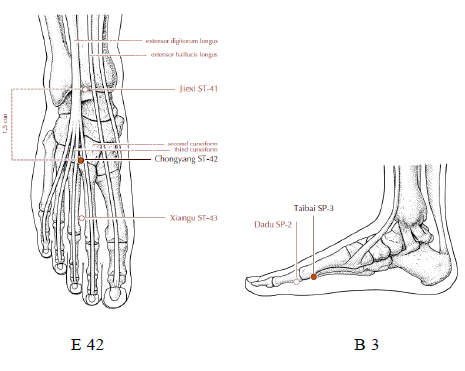 extensor digitorum longus
extensor hallucis longus
Jiexi ST-41
1.5 cun
second cuneiform
third cuneiform
Chongyang ST-42
Xiangu ST-43
Taibai SP-3
Dadu SP-2
E 42
B 3